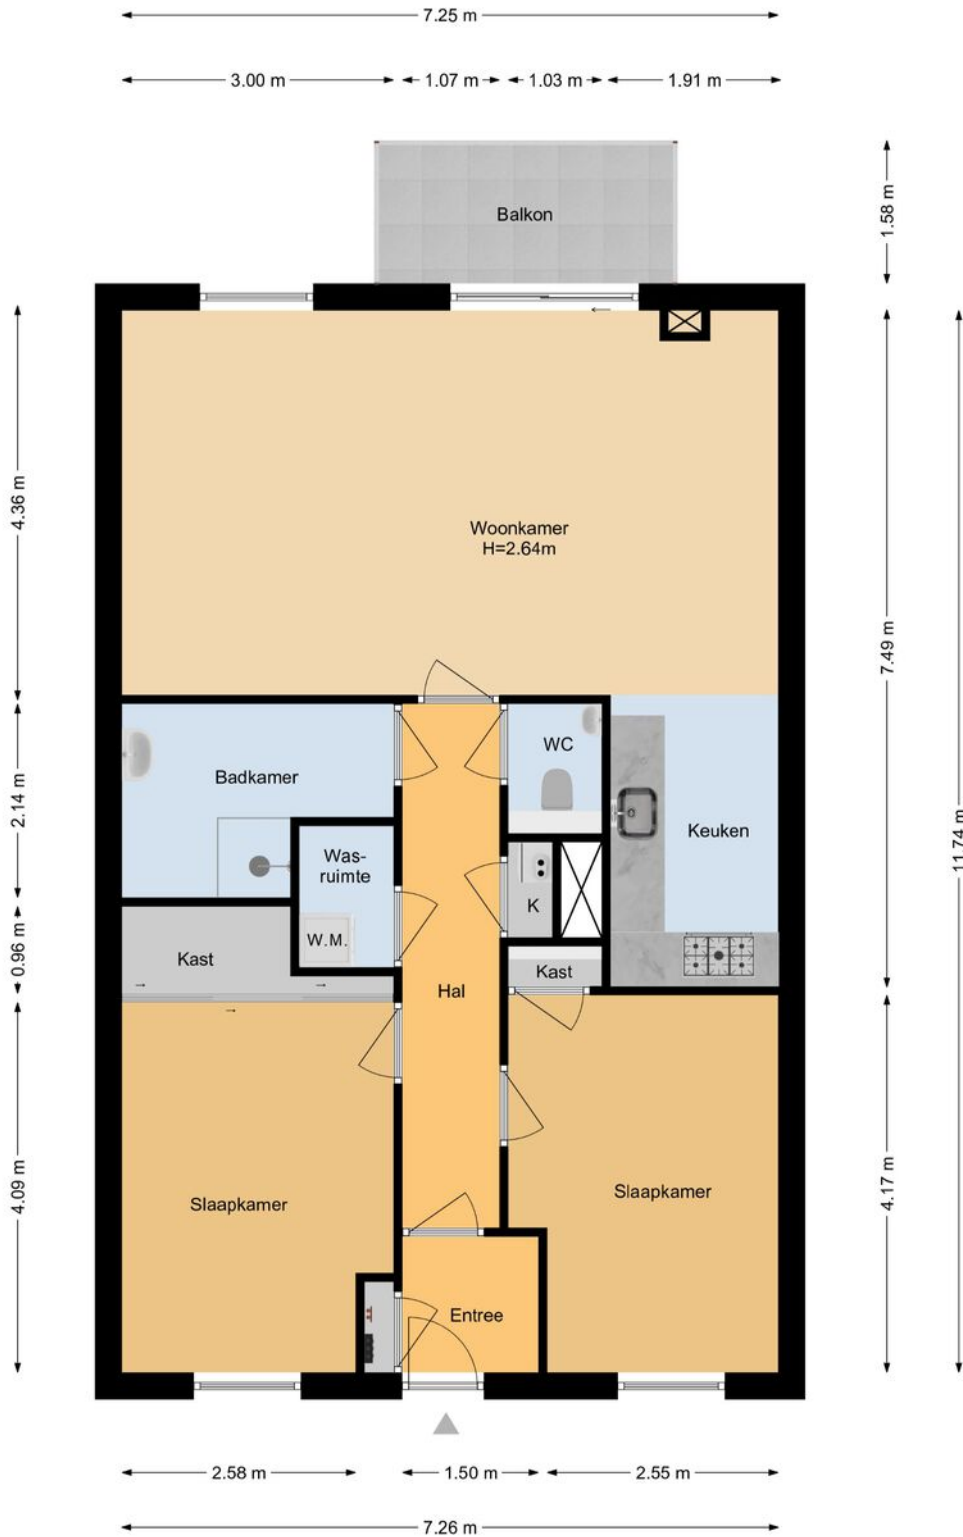 7.25 m
3.00 m
1.07 m
1.03 m
1.91 m
1.58 m
Balkon
4.36 m
Woonkamer
H=2.64m
7.49 m
11.74 m
2.14 m
Badkamer
WC
Keuken
Was-
ruimte
W.M.
K
0.96 m
Kast
Kast
Hal
4.09 m
Slaapkamer
Slaapkamer
4.17 m
Entree
2.58 m
1.50 m
2.55 m
7.26 m